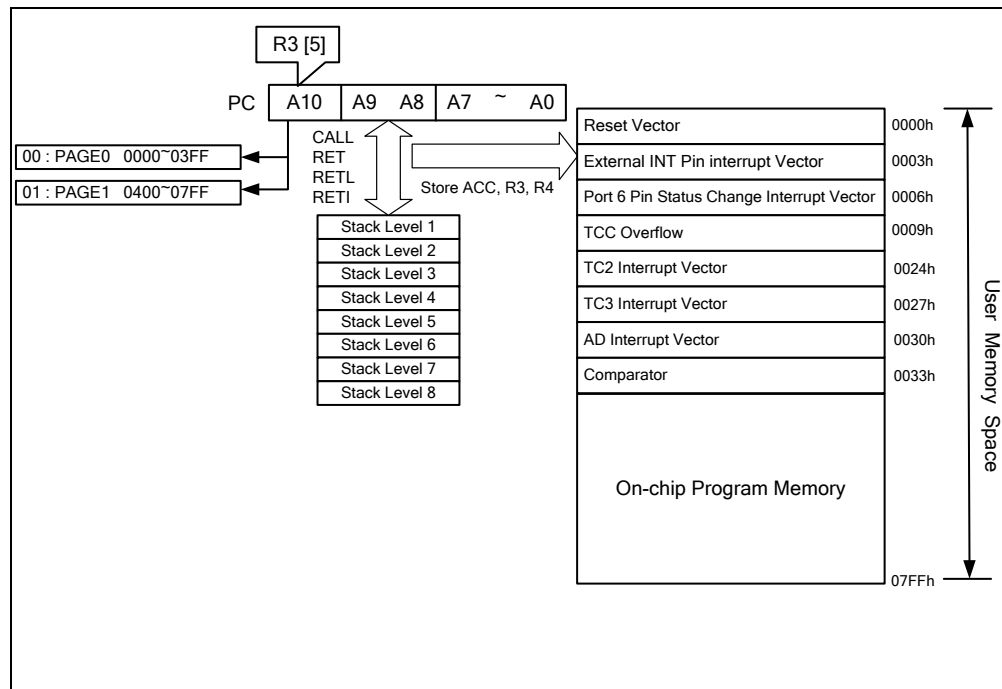 R3 [5]
PC A10 A9 A8 A7 ~ A0
00 : PAGE0 0000~03FF
01 : PAGE1 0400~07FF
CALL
RET
RETL
RETI
Store ACC, R3, R4
Stack Level 1
Stack Level 2
Stack Level 3
Stack Level 4
Stack Level 5
Stack Level 6
Stack Level 7
Stack Level 8
Reset Vector 0000h
External INT Pin interrupt Vector 0003h
Port 6 Pin Status Change Interrupt Vector 0006h
TCC Overflow 0009h
TC2 Interrupt Vector 0024h
TC3 Interrupt Vector 0027h
AD Interrupt Vector 0030h
Comparator 0033h
On-chip Program Memory
07FFh
User Memory Space